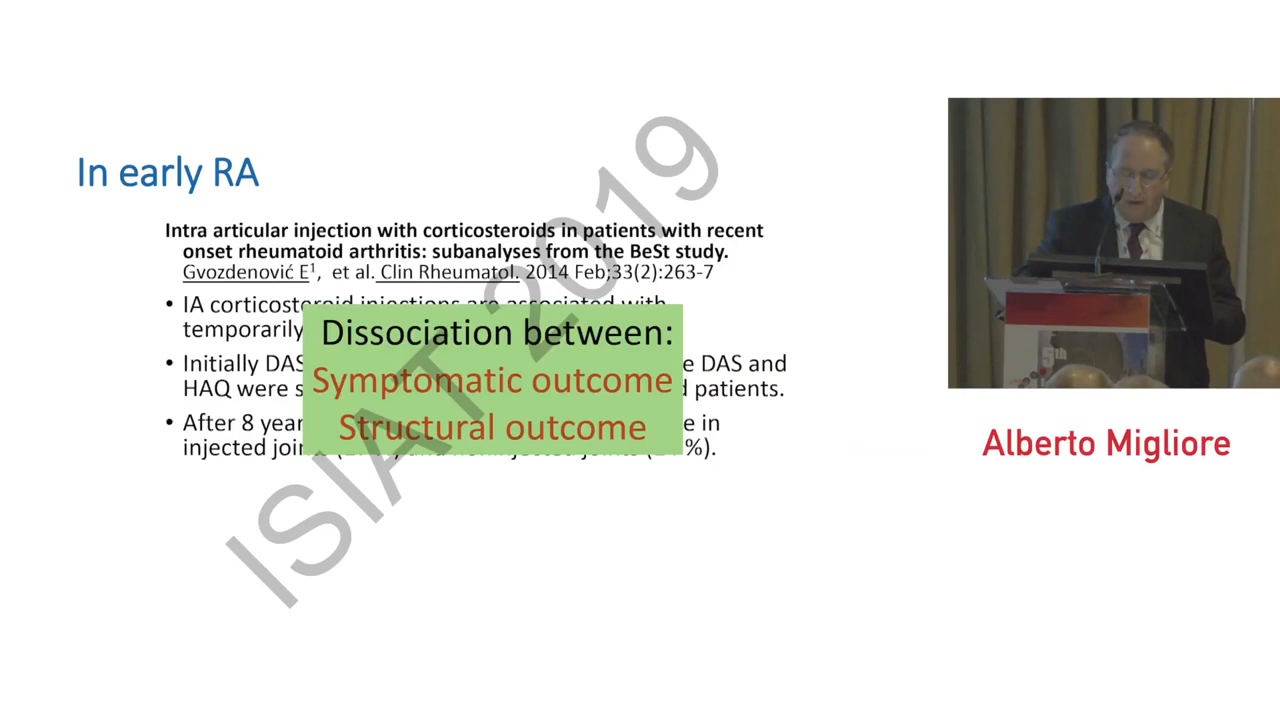 In early RA
Intra articular injection with corticosteroids in patients with recent
onset rheumatoid arthritis: subanalyses from the BeSt study.
Gvozdenović E1, et al. Clin Rheumatol. 2014 Feb;33(2):263-7
• IA corticosteroid injections are associated with
temporarily
• Initially DAS
e DAS and
HAQ were s
d patients.
• After 8 year
e in
injected join
%).
Dissociation between:
Symptomatic outcome
Structural outcome
ISIAT 2019
5th
Alberto Migliore